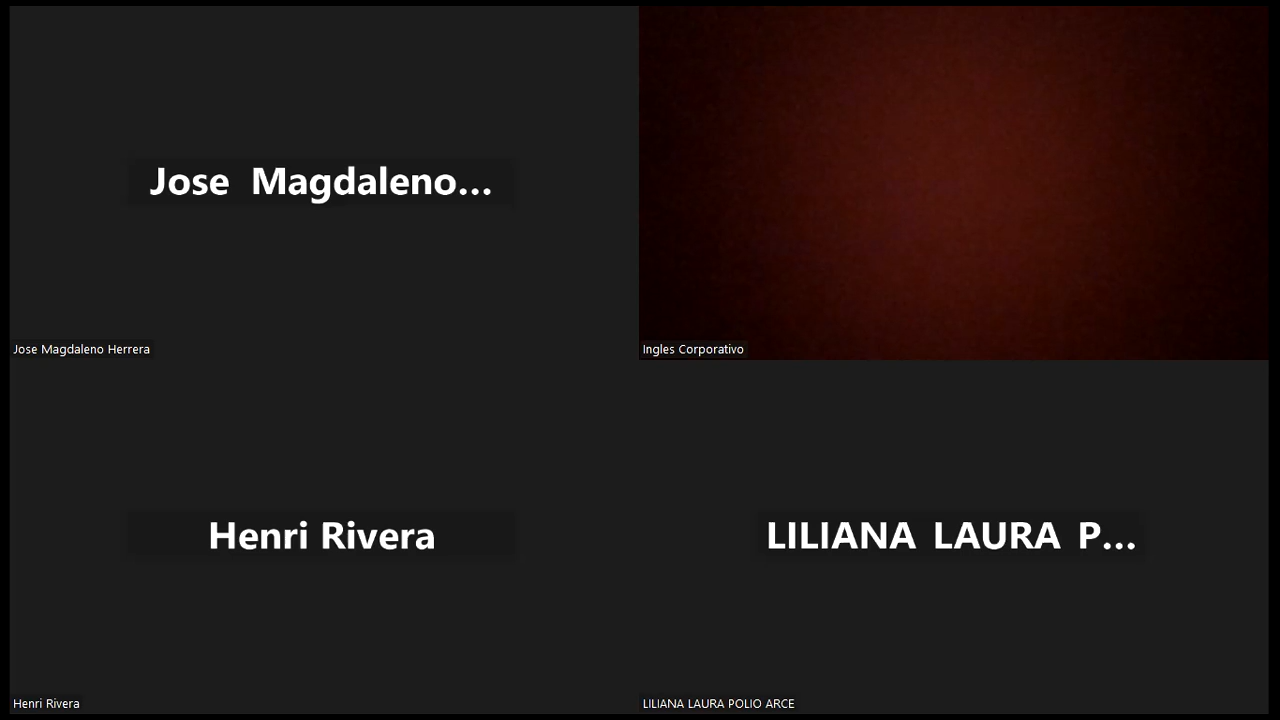 Jose Magdaleno...
Jose Magdaleno Herrera
Ingles Corporativo
Henri Rivera
Henri Rivera
LILIANA LAURA P...
LILIANA LAURA POLIO ARCE